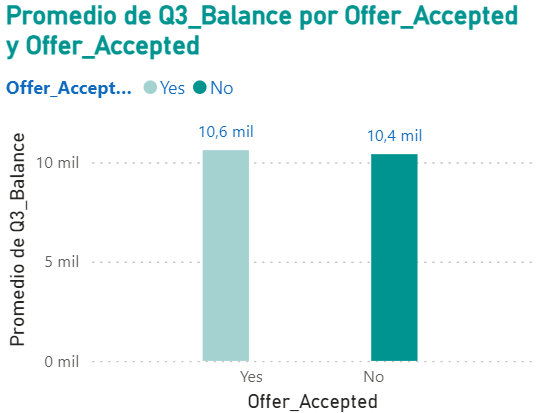 Promedio de Q3_Balance por Offer_Accepted
y Offer_Accepted
Offer_Accept... Yes No
10,6 mil
10,4 mil
Promedio de Q3_Balance
10 mil
5 mil
0 mil
Yes No
Offer_Accepted